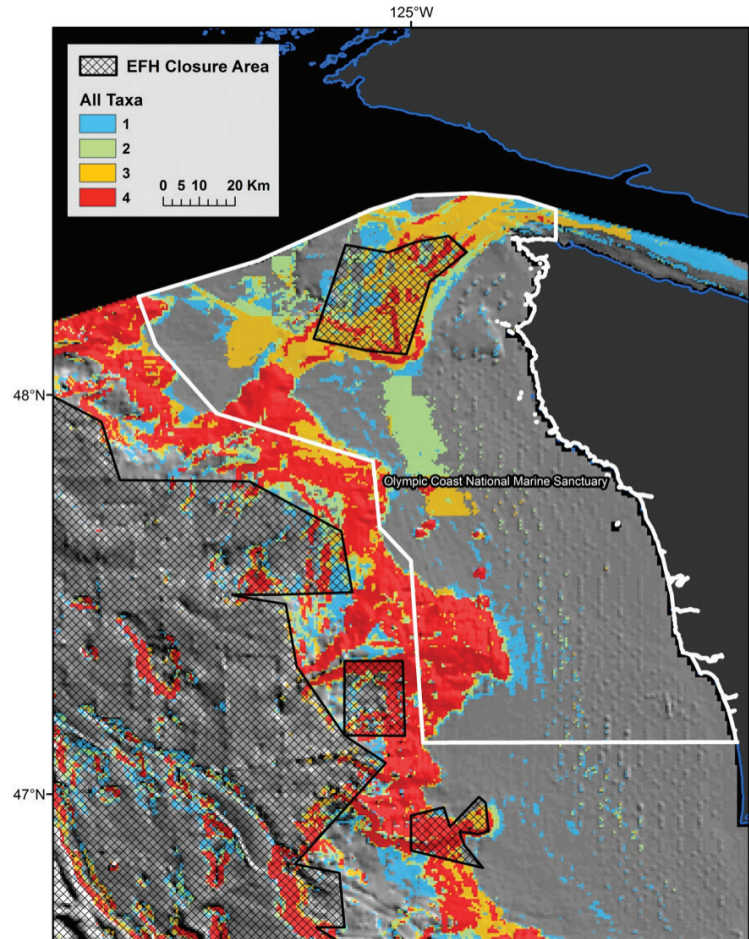 125°W
EFH Closure Area
All Taxa
1
2
3
4
0 5 10 20 Km
48°N
Olympic Coast National Marine Sanctuary
47°N